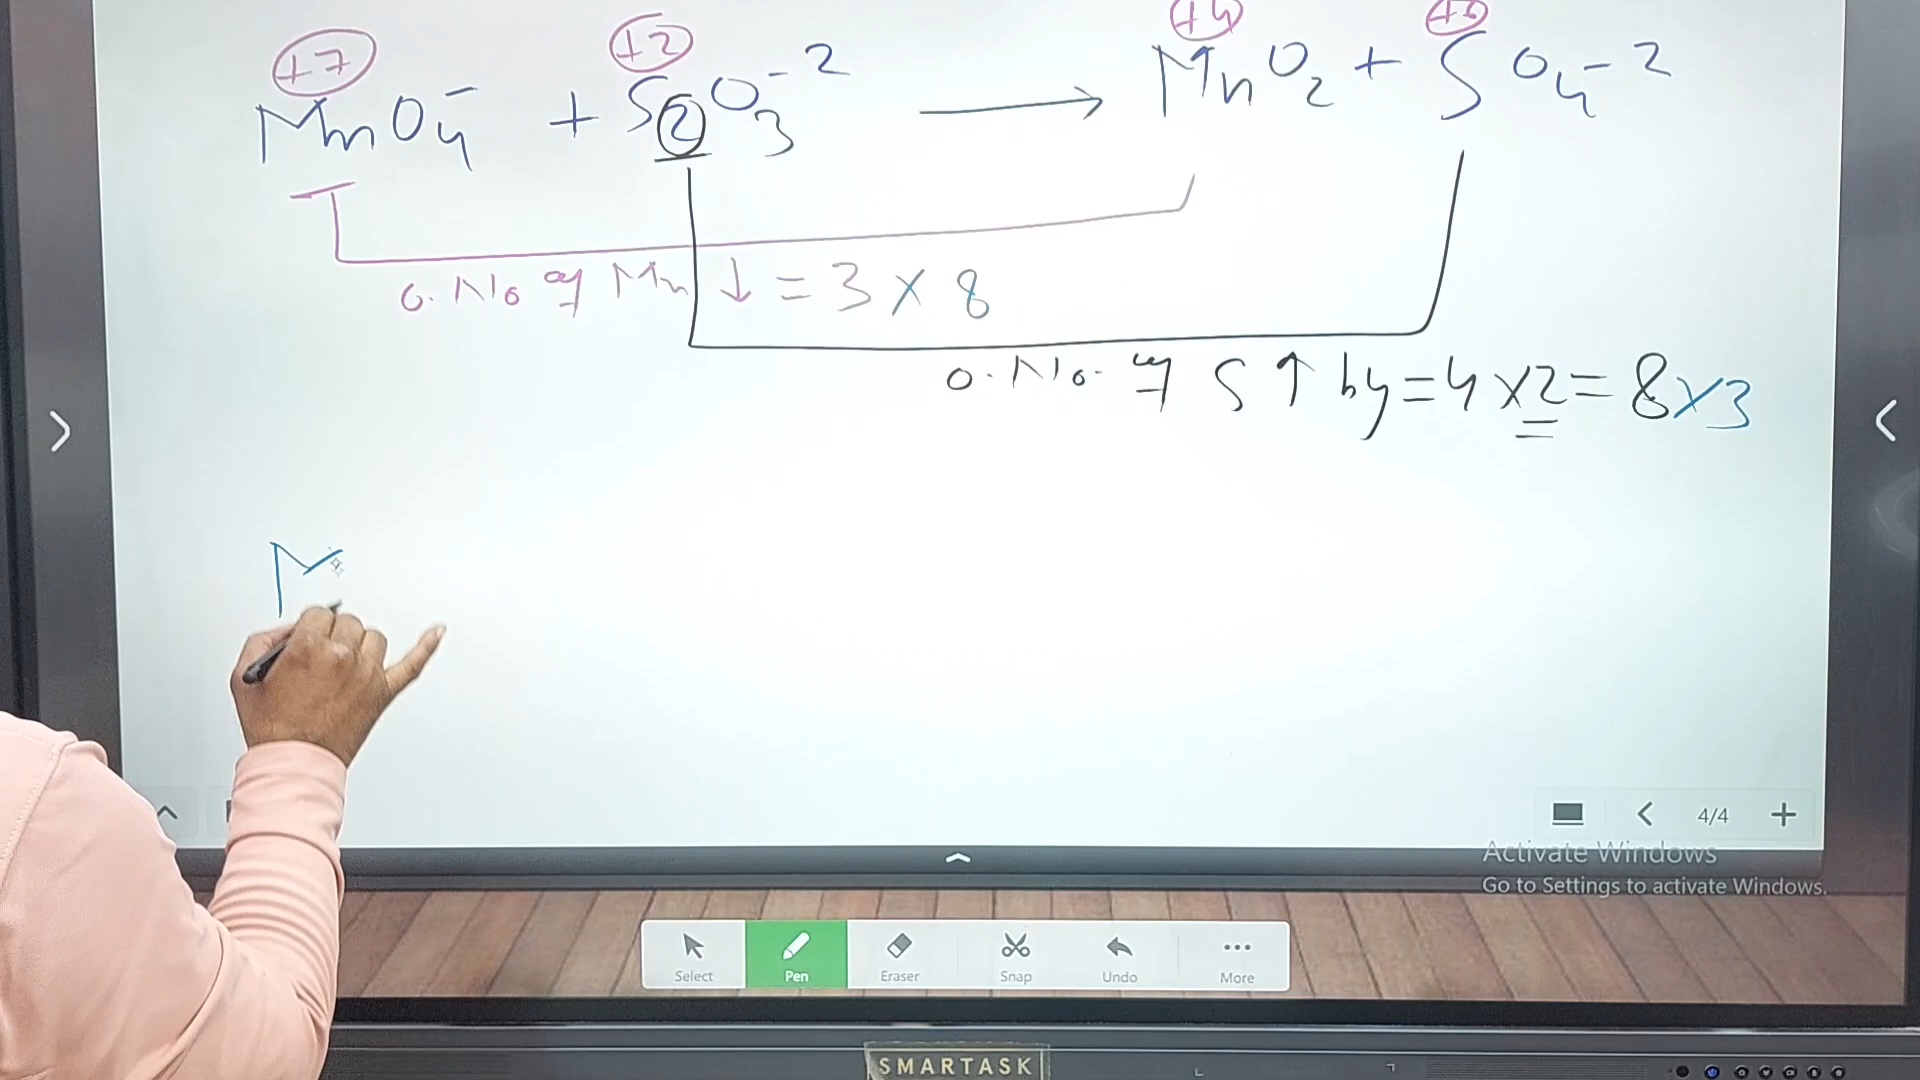 +7 +2 +4 +6
MnO₄⁻ + S₂O₃⁻² ⟶ MnO₂ + SO₄⁻²
O. No of Mn ↓ = 3 × 8
O. No. of S ↑ by = 4 × 2 = 8 × 3
M
4/4
Activate Windows
Go to Settings to activate Windows.
Select Pen Eraser Snap Undo More
SMARTASK